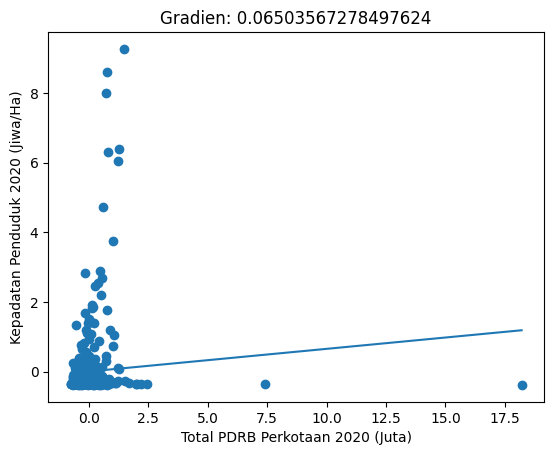 Gradien: 0.06503567278497624
Kepadatan Penduduk 2020 (Jiwa/Ha)
8
6
4
2
0
0.0 2.5 5.0 7.5 10.0 12.5 15.0 17.5
Total PDRB Perkotaan 2020 (Juta)